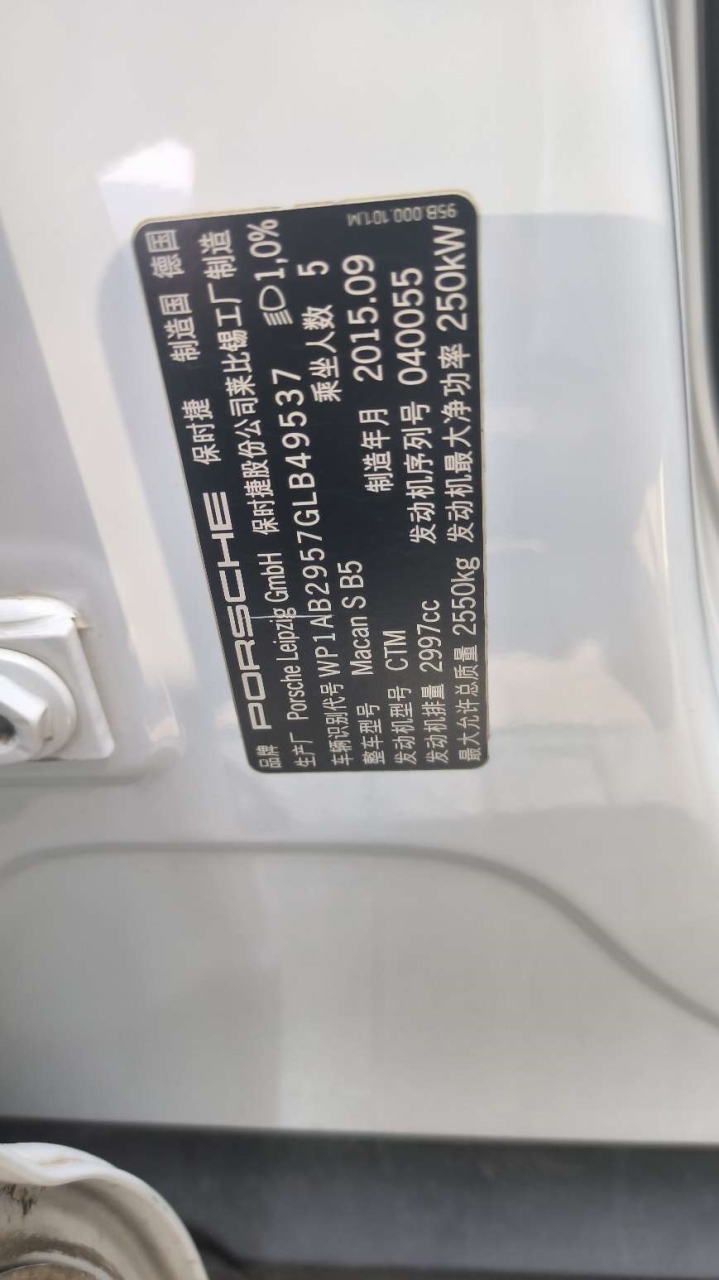 品牌 PORSCHE 保时捷 制造国 德国
生产厂 Porsche Leipzig GmbH 保时捷股份公司莱比锡工厂制造
车辆识别代号 WP1AB2957GLB49537 1,0%
整车型号 Macan S B5 乘坐人数 5
发动机型号 CTM 制造年月 2015.09
发动机排量 2997cc 发动机序列号 040055
最大允许总质量 2550kg 发动机最大净功率 250kW
95B.000.101.M